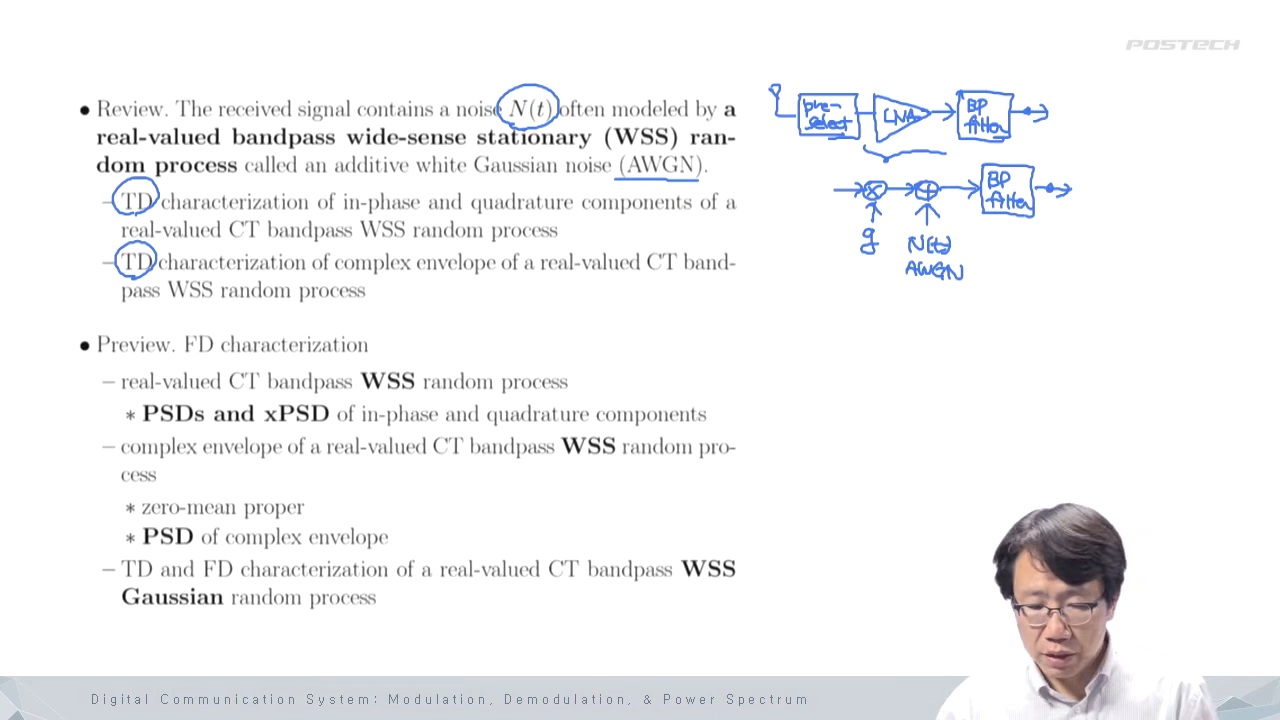 POSTECH
● Review. The received signal contains a noise N(t) often modeled by a
real-valued bandpass wide-sense stationary (WSS) ran-
dom process called an additive white Gaussian noise (AWGN).
– TD characterization of in-phase and quadrature components of a
real-valued CT bandpass WSS random process
– TD characterization of complex envelope of a real-valued CT band-
pass WSS random process
● Preview. FD characterization
– real-valued CT bandpass WSS random process
∗ PSDs and xPSD of in-phase and quadrature components
– complex envelope of a real-valued CT bandpass WSS random pro-
cess
∗ zero-mean proper
∗ PSD of complex envelope
– TD and FD characterization of a real-valued CT bandpass WSS
Gaussian random process
pre-
select
LNA
BP
filter
BP
filter
g
N(t)
AWGN
Digital Communication System: Modulation, Demodulation, & Power Spectrum